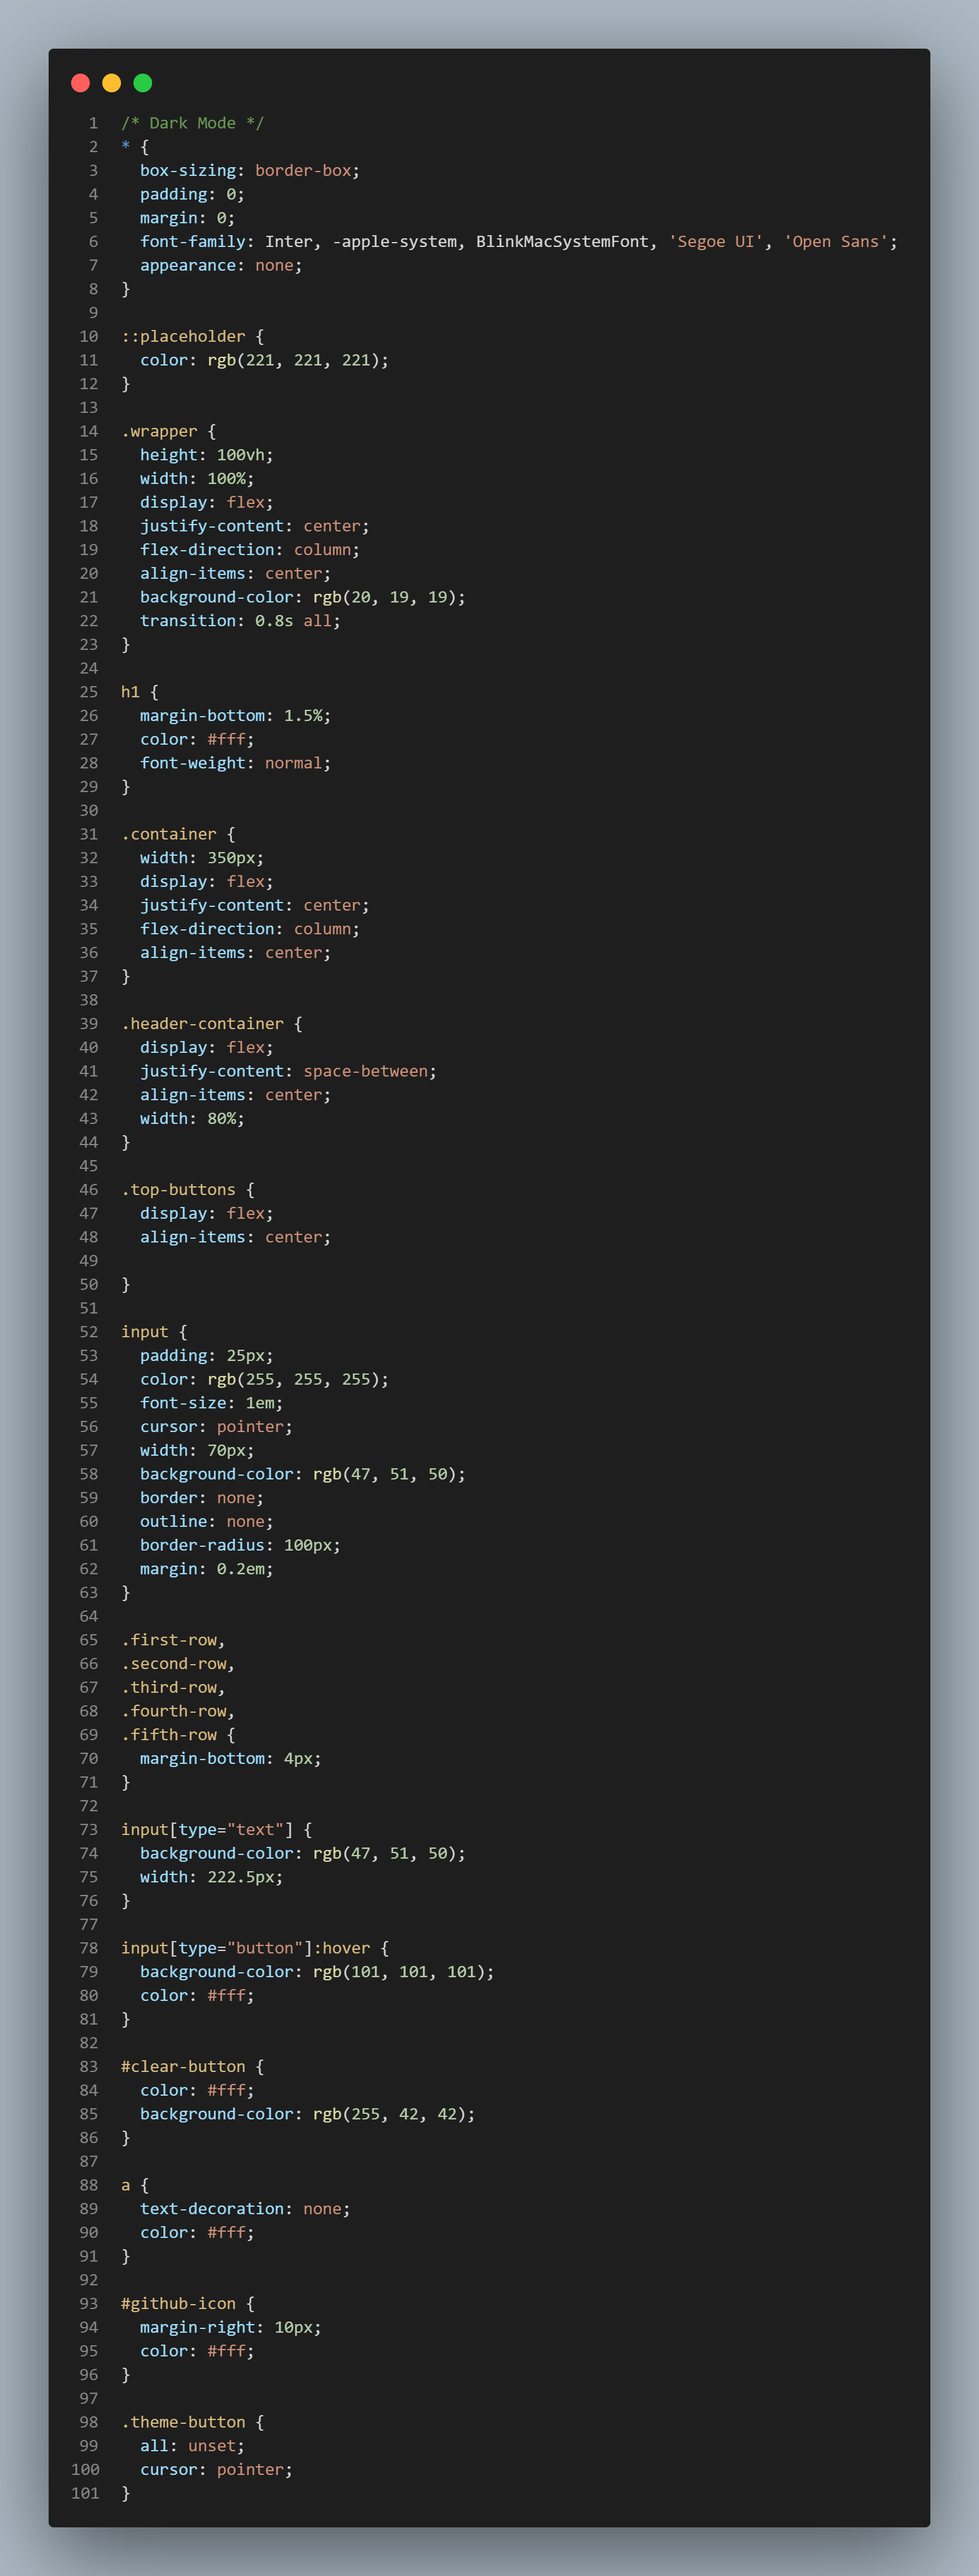 1 /* Dark Mode */
2 * {
3   box-sizing: border-box;
4   padding: 0;
5   margin: 0;
6   font-family: Inter, -apple-system, BlinkMacSystemFont, 'Segoe UI', 'Open Sans';
7   appearance: none;
8 }
9
10 ::placeholder {
11   color: rgb(221, 221, 221);
12 }
13
14 .wrapper {
15   height: 100vh;
16   width: 100%;
17   display: flex;
18   justify-content: center;
19   flex-direction: column;
20   align-items: center;
21   background-color: rgb(20, 19, 19);
22   transition: 0.8s all;
23 }
24
25 h1 {
26   margin-bottom: 1.5%;
27   color: #fff;
28   font-weight: normal;
29 }
30
31 .container {
32   width: 350px;
33   display: flex;
34   justify-content: center;
35   flex-direction: column;
36   align-items: center;
37 }
38
39 .header-container {
40   display: flex;
41   justify-content: space-between;
42   align-items: center;
43   width: 80%;
44 }
45
46 .top-buttons {
47   display: flex;
48   align-items: center;
49
50 }
51
52 input {
53   padding: 25px;
54   color: rgb(255, 255, 255);
55   font-size: 1em;
56   cursor: pointer;
57   width: 70px;
58   background-color: rgb(47, 51, 50);
59   border: none;
60   outline: none;
61   border-radius: 100px;
62   margin: 0.2em;
63 }
64
65 .first-row,
66 .second-row,
67 .third-row,
68 .fourth-row,
69 .fifth-row {
70   margin-bottom: 4px;
71 }
72
73 input[type="text"] {
74   background-color: rgb(47, 51, 50);
75   width: 222.5px;
76 }
77
78 input[type="button"]:hover {
79   background-color: rgb(101, 101, 101);
80   color: #fff;
81 }
82
83 #clear-button {
84   color: #fff;
85   background-color: rgb(255, 42, 42);
86 }
87
88 a {
89   text-decoration: none;
90   color: #fff;
91 }
92
93 #github-icon {
94   margin-right: 10px;
95   color: #fff;
96 }
97
98 .theme-button {
99   all: unset;
100   cursor: pointer;
101 }